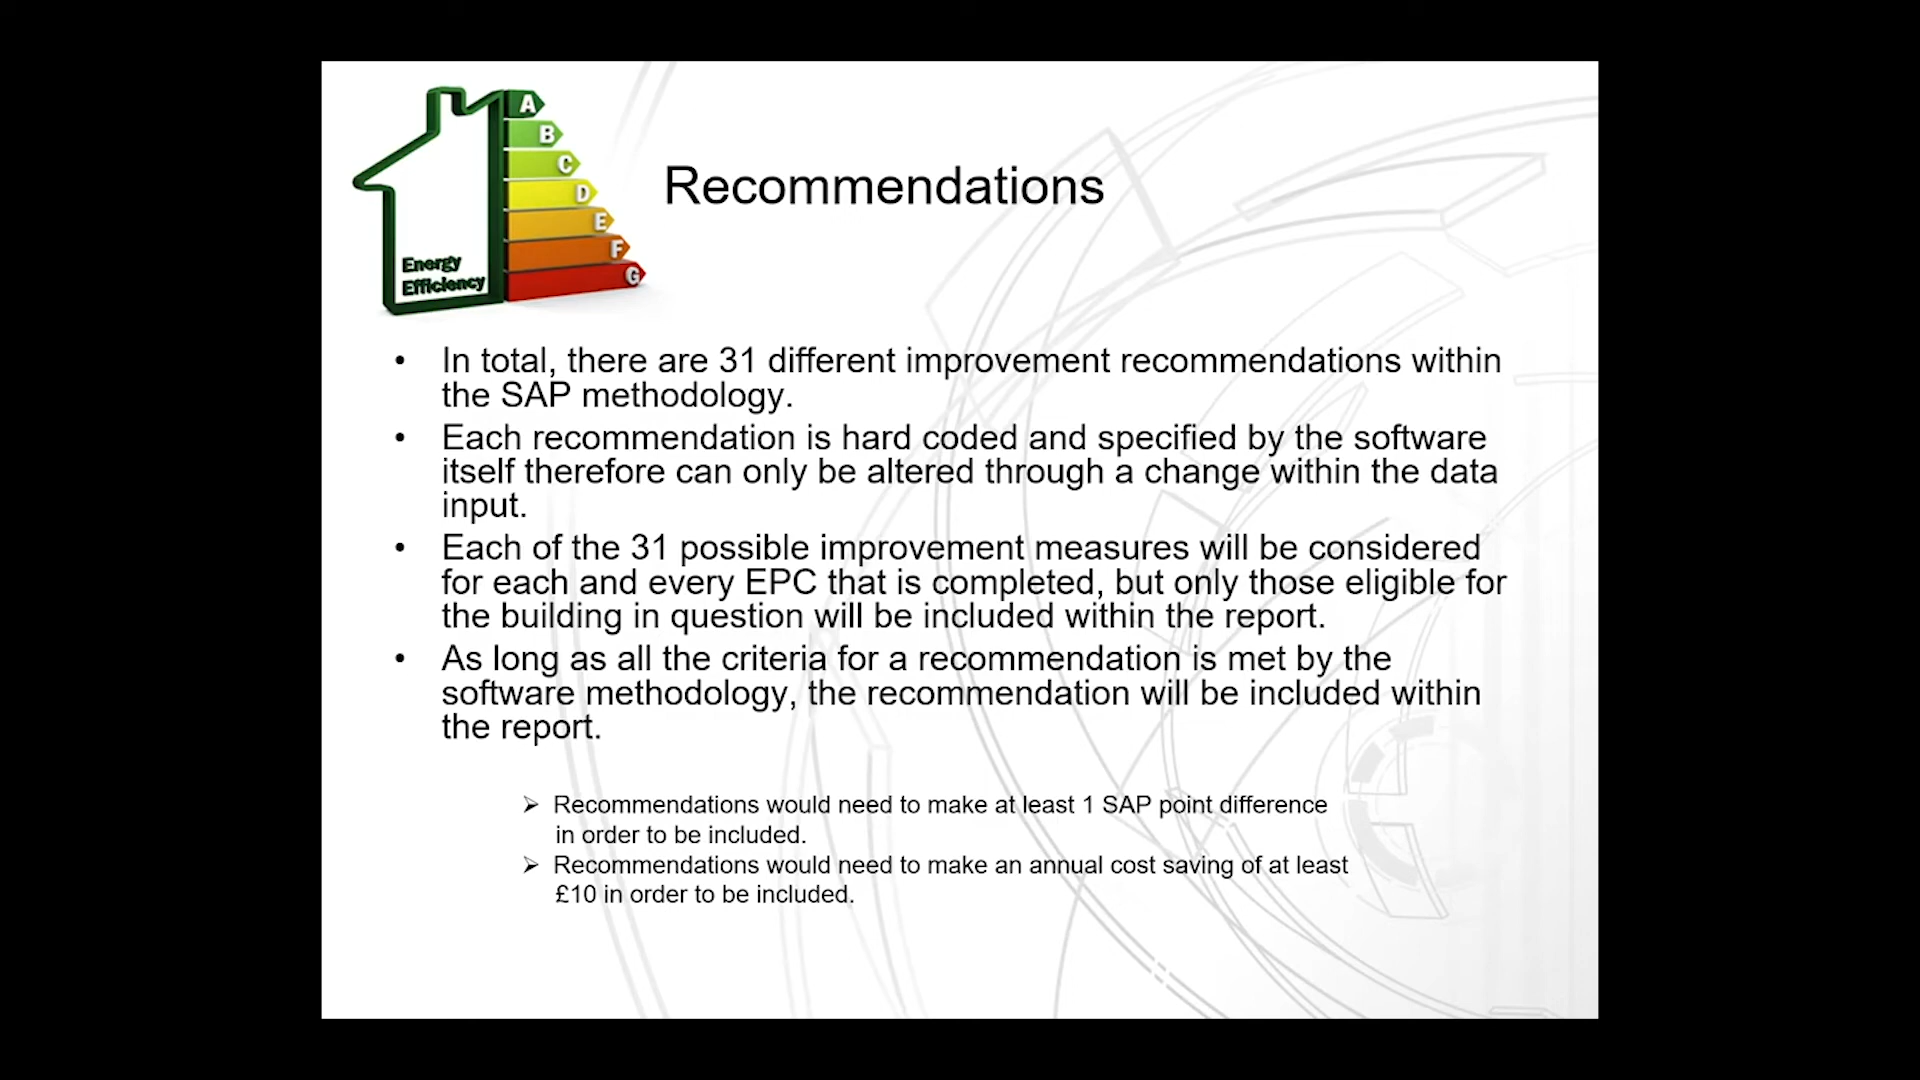 A
B
C
D
E
F
G
Energy
Efficiency
Recommendations
• In total, there are 31 different improvement recommendations within
the SAP methodology.
• Each recommendation is hard coded and specified by the software
itself therefore can only be altered through a change within the data
input.
• Each of the 31 possible improvement measures will be considered
for each and every EPC that is completed, but only those eligible for
the building in question will be included within the report.
• As long as all the criteria for a recommendation is met by the
software methodology, the recommendation will be included within
the report.
➢ Recommendations would need to make at least 1 SAP point difference
in order to be included.
➢ Recommendations would need to make an annual cost saving of at least
£10 in order to be included.